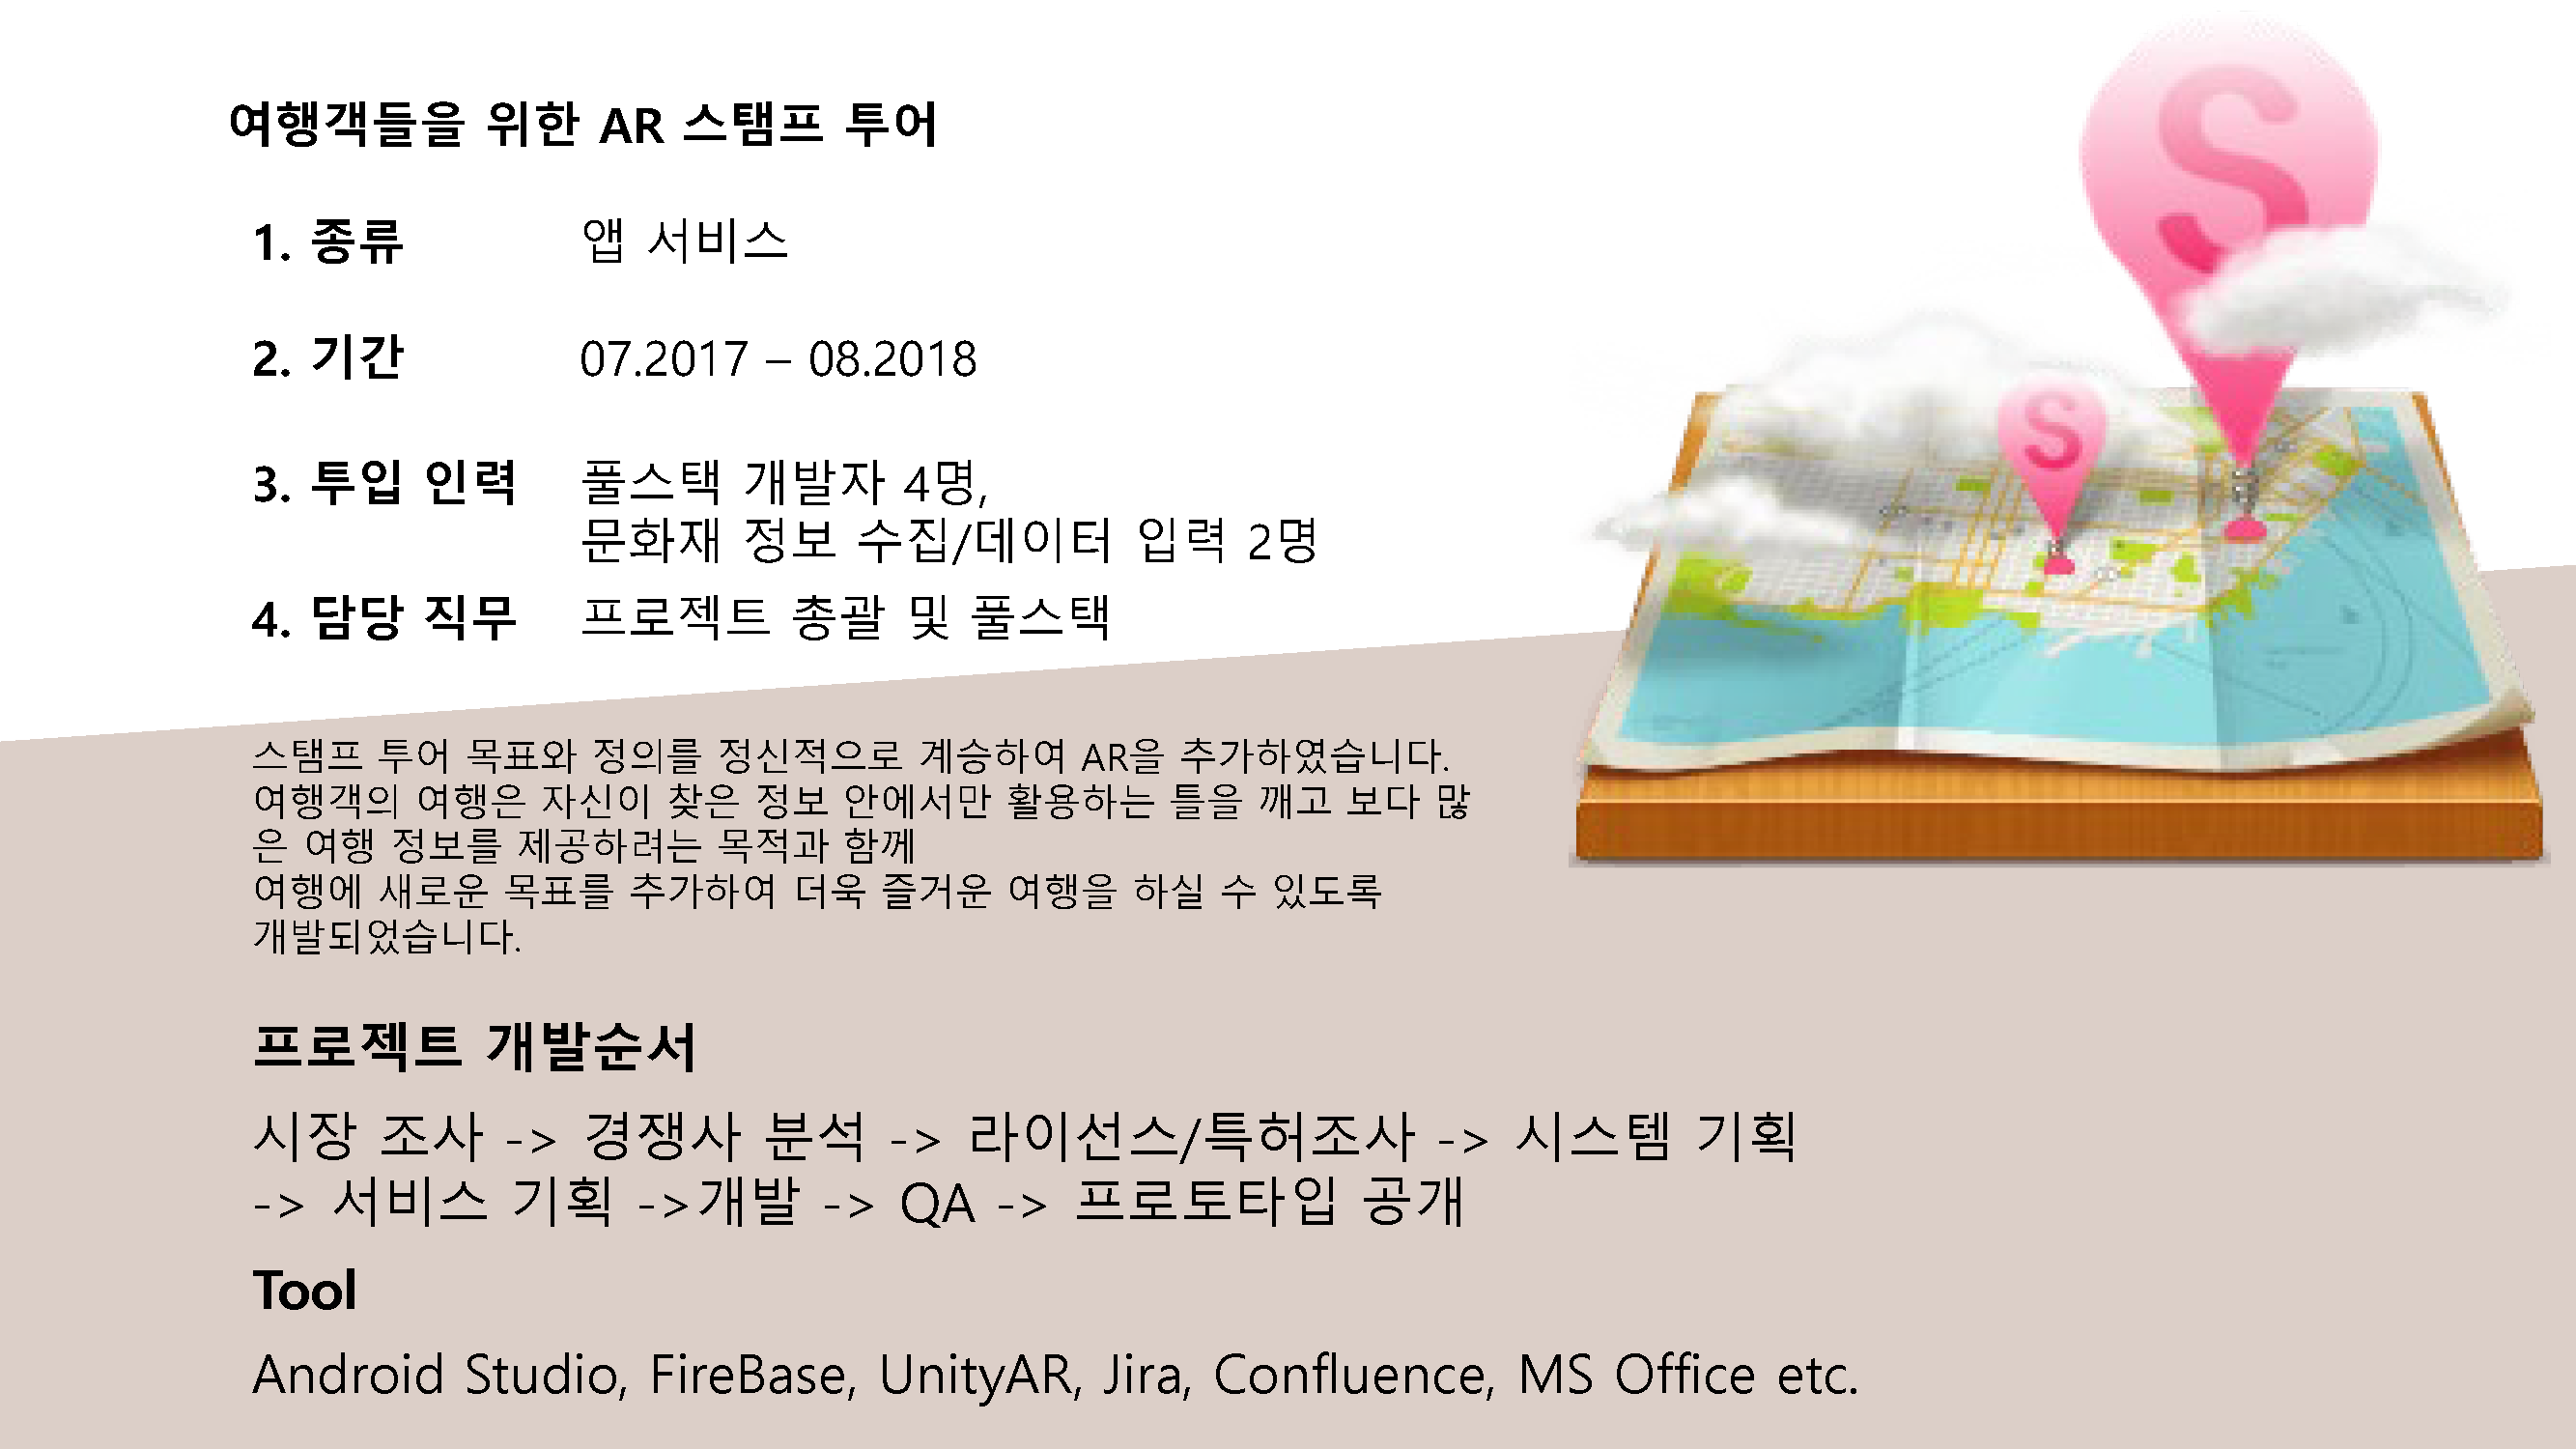 여행객들을 위한 AR 스탬프 투어
1. 종류 앱 서비스
2. 기간 07.2017 – 08.2018
3. 투입 인력 풀스택 개발자 4명,
문화재 정보 수집/데이터 입력 2명
4. 담당 직무 프로젝트 총괄 및 풀스택
S
S
스탬프 투어 목표와 정의를 정신적으로 계승하여 AR을 추가하였습니다.
여행객의 여행은 자신이 찾은 정보 안에서만 활용하는 틀을 깨고 보다 많
은 여행 정보를 제공하려는 목적과 함께
여행에 새로운 목표를 추가하여 더욱 즐거운 여행을 하실 수 있도록
개발되었습니다.
프로젝트 개발순서
시장 조사 -> 경쟁사 분석 -> 라이선스/특허조사 -> 시스템 기획
-> 서비스 기획 ->개발 -> QA -> 프로토타입 공개
Tool
Android Studio, FireBase, UnityAR, Jira, Confluence, MS Office etc.